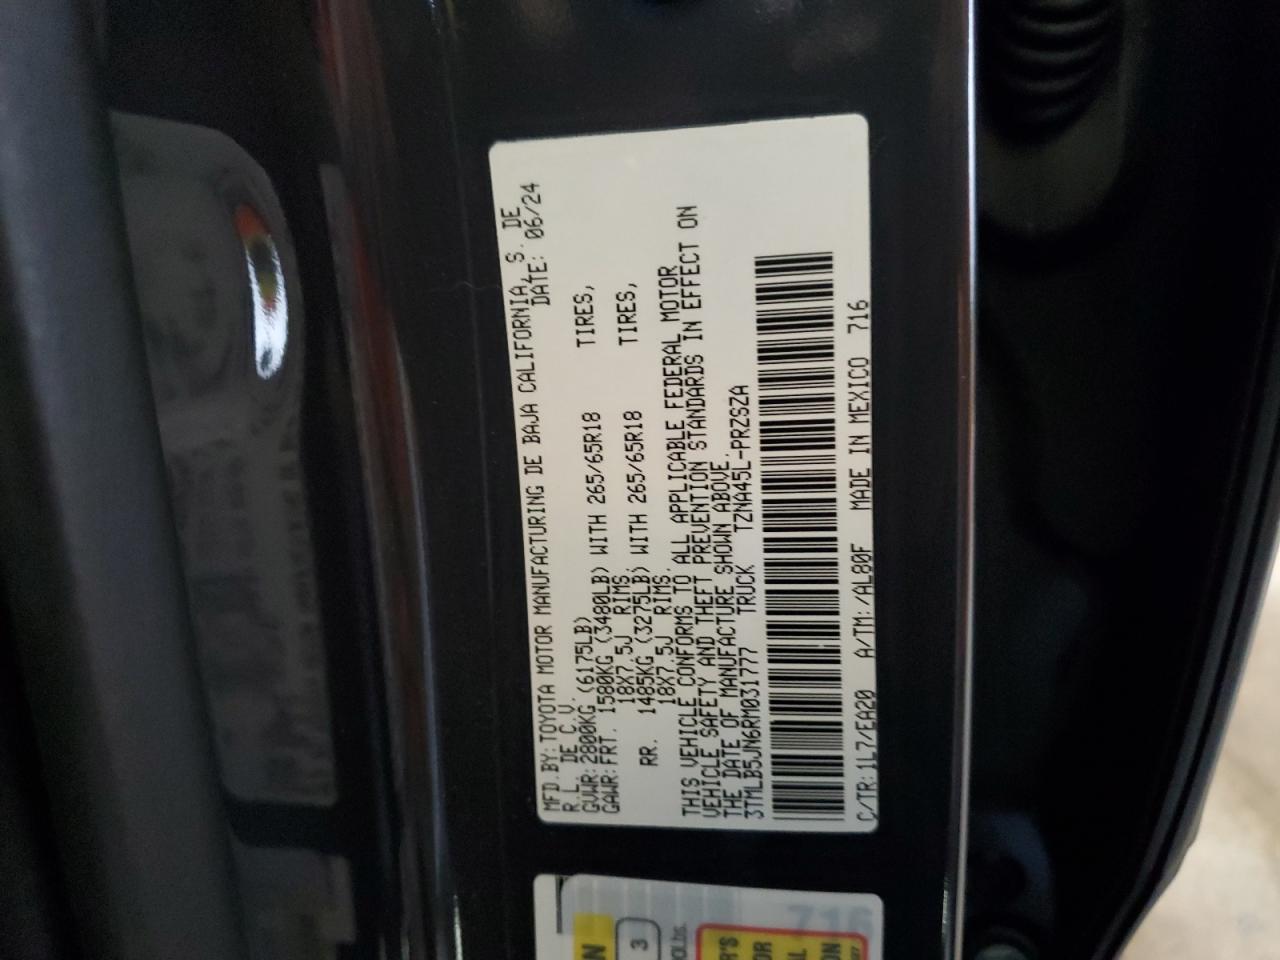 MFD.BY:TOYOTA MOTOR MANUFACTURING DE BAJA CALIFORNIA,S. DE
R.L. DE C.V. DATE: 06/24
GVWR:2800KG (6175LB)
GAWR:FRT. 1580KG (3480LB) WITH 265/65R18 TIRES,
18X7.5J RIMS.
RR. 1485KG (3275LB) WITH 265/65R18 TIRES,
18X7.5J RIMS.
THIS VEHICLE CONFORMS TO ALL APPLICABLE FEDERAL MOTOR
VEHICLE SAFETY AND THEFT PREVENTION STANDARDS IN EFFECT ON
THE DATE OF MANUFACTURE SHOWN ABOVE.
3TMLB5JN6RM031777 TRUCK TZNA45L-PRZSZA
C/TR:1L7/EA20 A/TM:/AL80F MADE IN MEXICO 716
716
3